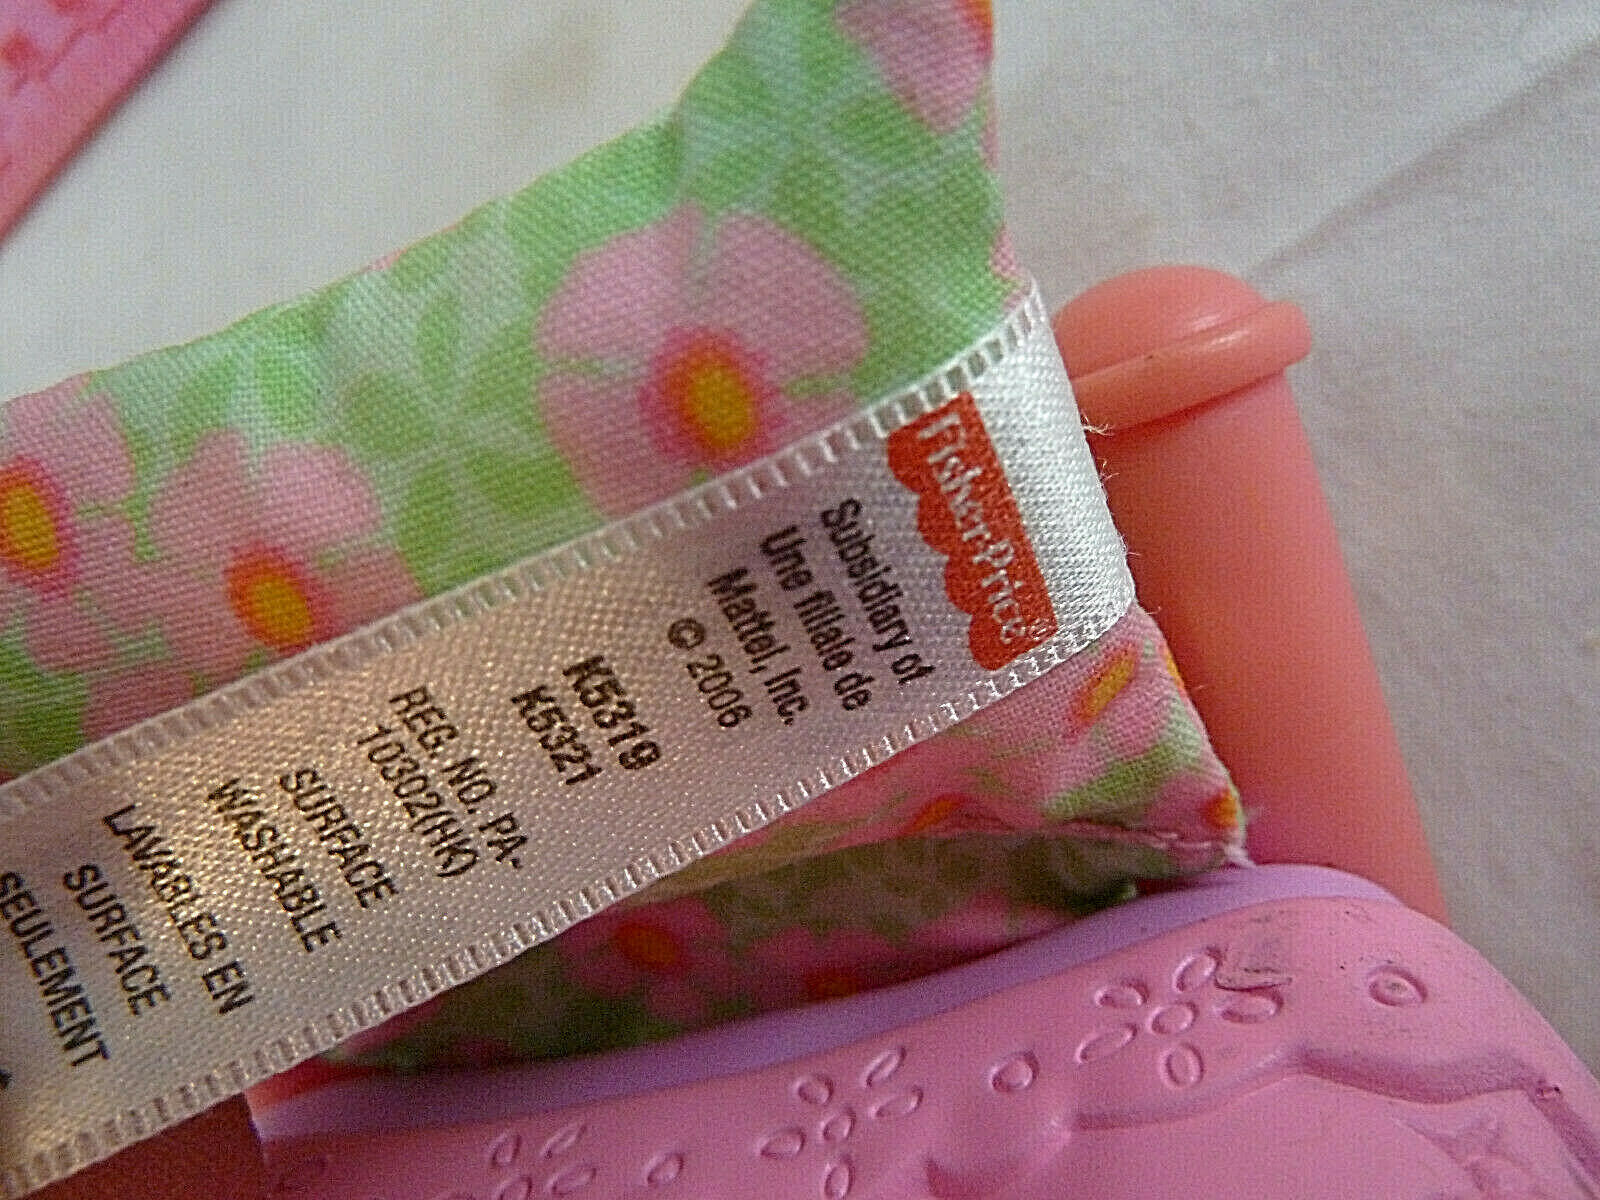 Fisher-Price®
Subsidiary of
Une filiale de
Mattel, Inc.
© 2006
K5319
K5321
REG. NO. PA-
10302(HK)
SURFACE
WASHABLE
LAVABLES EN
SURFACE
SEULEMENT